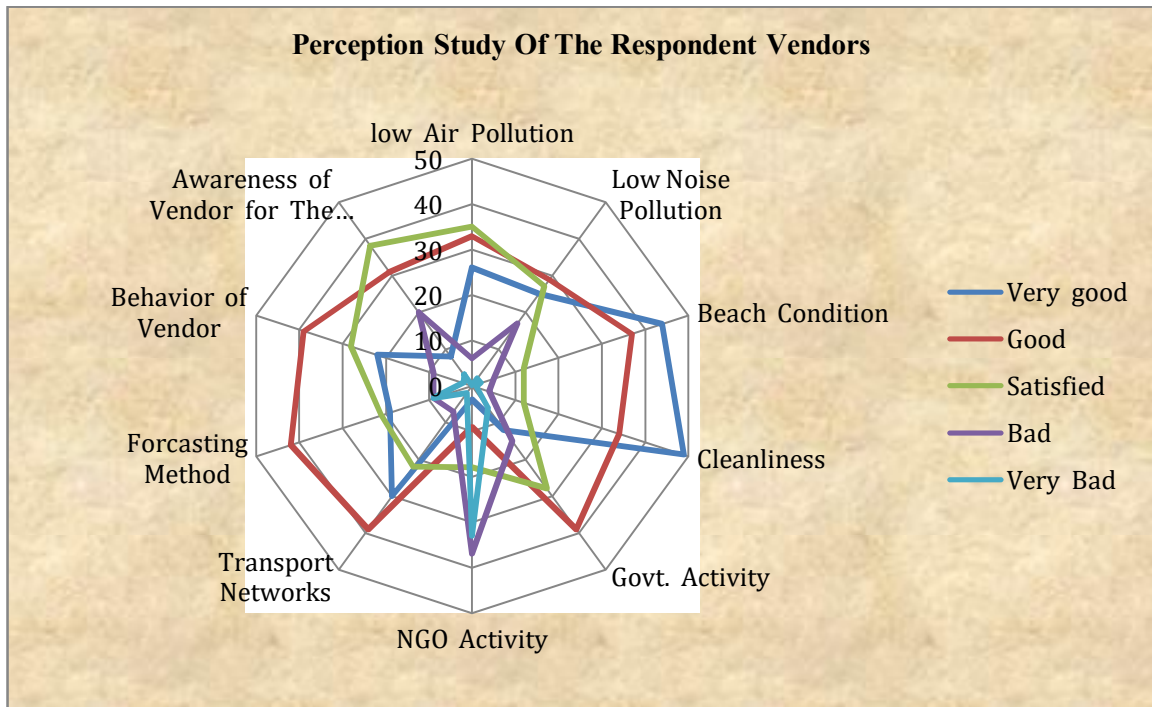 Perception Study Of The Respondent Vendors
low Air Pollution
Low Noise
Pollution
Beach Condition
Cleanliness
Govt. Activity
NGO Activity
Transport
Networks
Forcasting
Method
Behavior of
Vendor
Awareness of
Vendor for The...
50
40
30
20
10
0
Very good
Good
Satisfied
Bad
Very Bad